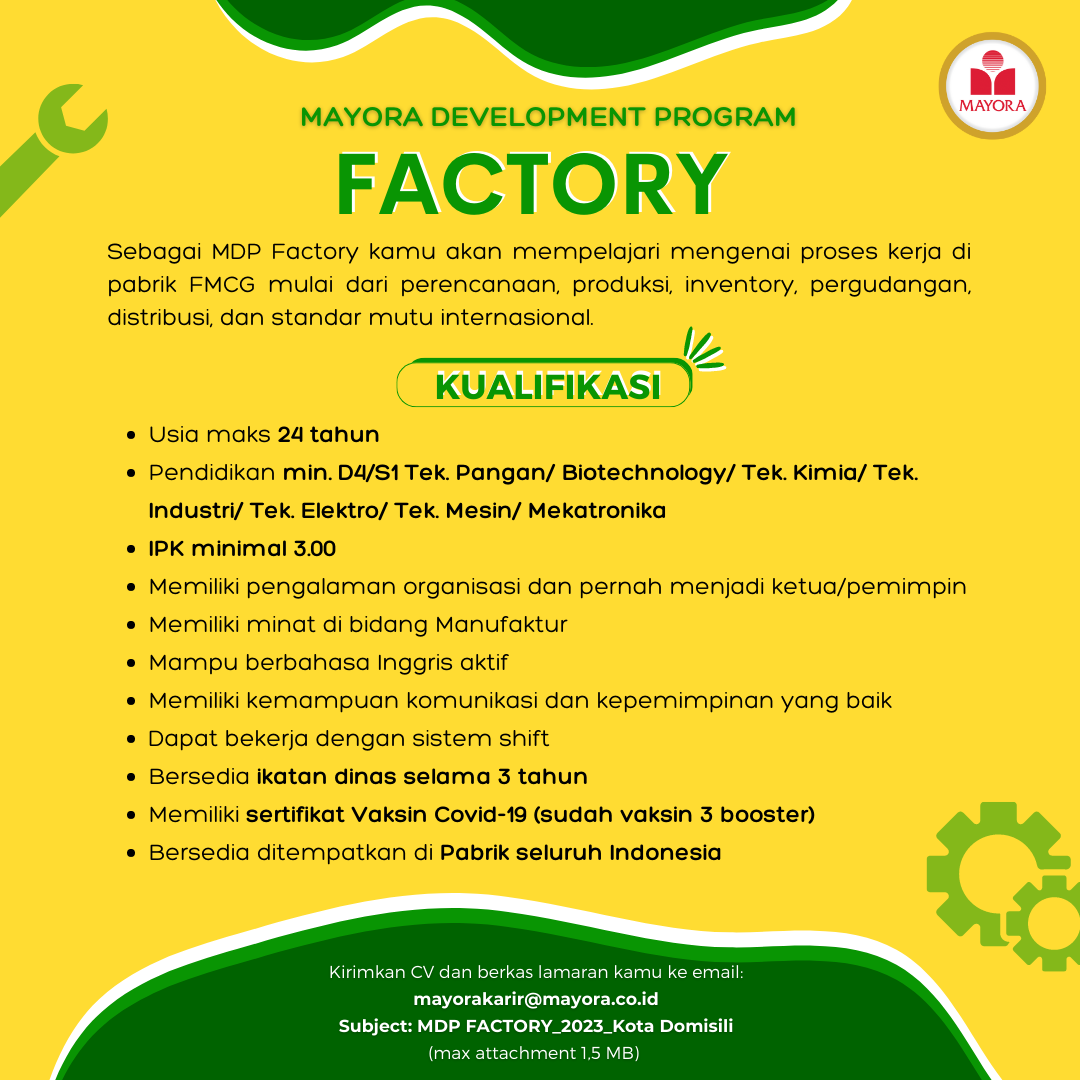 MAYORA
MAYORA DEVELOPMENT PROGRAM
FACTORY
Sebagai MDP Factory kamu akan mempelajari mengenai proses kerja di
pabrik FMCG mulai dari perencanaan, produksi, inventory, pergudangan,
distribusi, dan standar mutu internasional.
KUALIFIKASI
• Usia maks 24 tahun
• Pendidikan min. D4/S1 Tek. Pangan/ Biotechnology/ Tek. Kimia/ Tek.
Industri/ Tek. Elektro/ Tek. Mesin/ Mekatronika
• IPK minimal 3.00
• Memiliki pengalaman organisasi dan pernah menjadi ketua/pemimpin
• Memiliki minat di bidang Manufaktur
• Mampu berbahasa Inggris aktif
• Memiliki kemampuan komunikasi dan kepemimpinan yang baik
• Dapat bekerja dengan sistem shift
• Bersedia ikatan dinas selama 3 tahun
• Memiliki sertifikat Vaksin Covid-19 (sudah vaksin 3 booster)
• Bersedia ditempatkan di Pabrik seluruh Indonesia
Kirimkan CV dan berkas lamaran kamu ke email:
mayorakarir@mayora.co.id
Subject: MDP FACTORY_2023_Kota Domisili
(max attachment 1,5 MB)